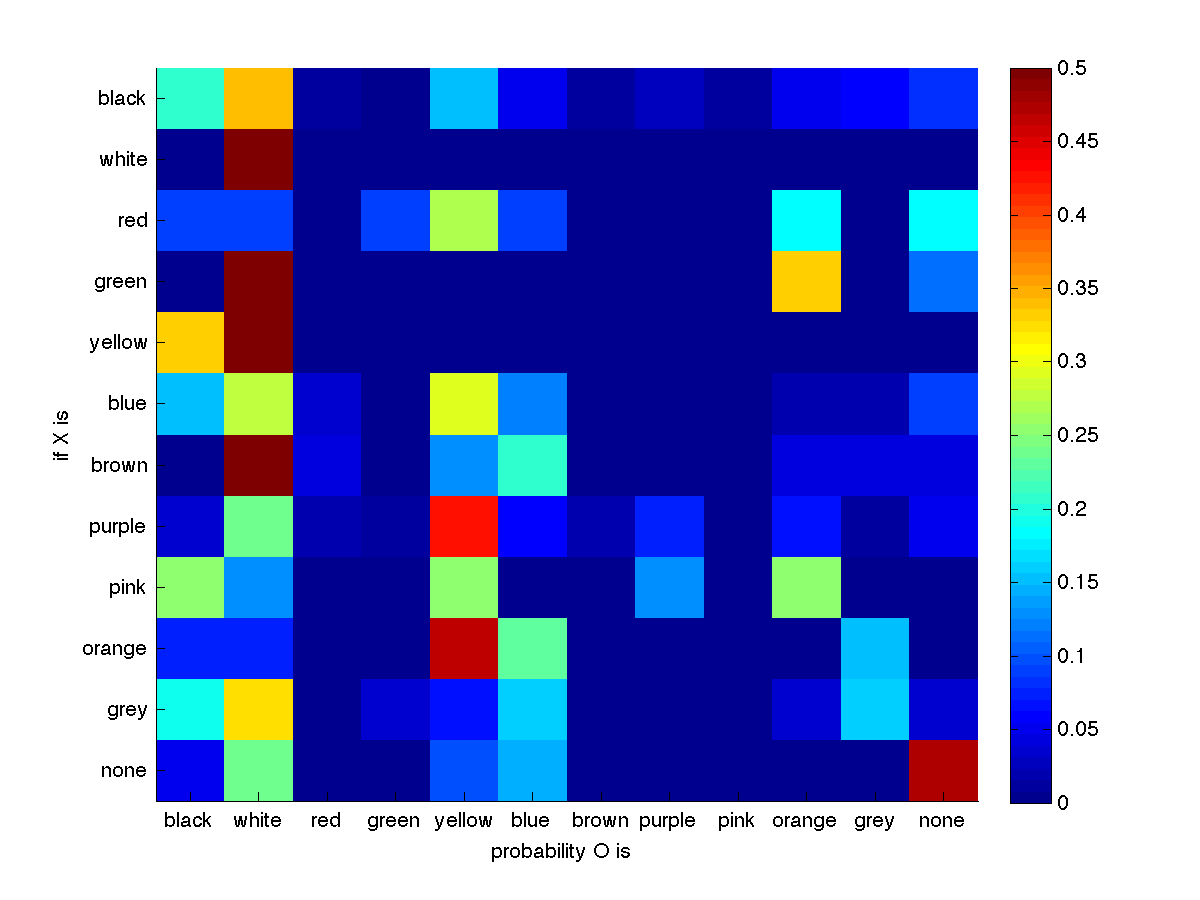 black
white
red
green
yellow
blue
brown
purple
pink
orange
grey
none
if X is
black white red green yellow blue brown purple pink orange grey none
probability O is
0.5
0.45
0.4
0.35
0.3
0.25
0.2
0.15
0.1
0.05
0